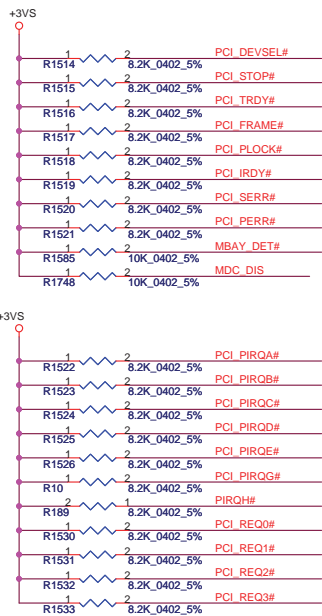 +3VS
1 2 PCI_DEVSEL#
R1514 8.2K_0402_5%
1 2 PCI_STOP#
R1515 8.2K_0402_5%
1 2 PCI_TRDY#
R1516 8.2K_0402_5%
1 2 PCI_FRAME#
R1517 8.2K_0402_5%
1 2 PCI_PLOCK#
R1518 8.2K_0402_5%
1 2 PCI_IRDY#
R1519 8.2K_0402_5%
1 2 PCI_SERR#
R1520 8.2K_0402_5%
1 2 PCI_PERR#
R1521 8.2K_0402_5%
1 2 MBAY_DET#
R1585 10K_0402_5%
1 2 MDC_DIS
R1748 10K_0402_5%
+3VS
1 2 PCI_PIRQA#
R1522 8.2K_0402_5%
1 2 PCI_PIRQB#
R1523 8.2K_0402_5%
1 2 PCI_PIRQC#
R1524 8.2K_0402_5%
1 2 PCI_PIRQD#
R1525 8.2K_0402_5%
1 2 PCI_PIRQE#
R1526 8.2K_0402_5%
1 2 PCI_PIRQG#
R10 8.2K_0402_5%
2 1 PIRQH#
R189 8.2K_0402_5%
1 2 PCI_REQ0#
R1530 8.2K_0402_5%
1 2 PCI_REQ1#
R1531 8.2K_0402_5%
1 2 PCI_REQ2#
R1532 8.2K_0402_5%
1 2 PCI_REQ3#
R1533 8.2K_0402_5%